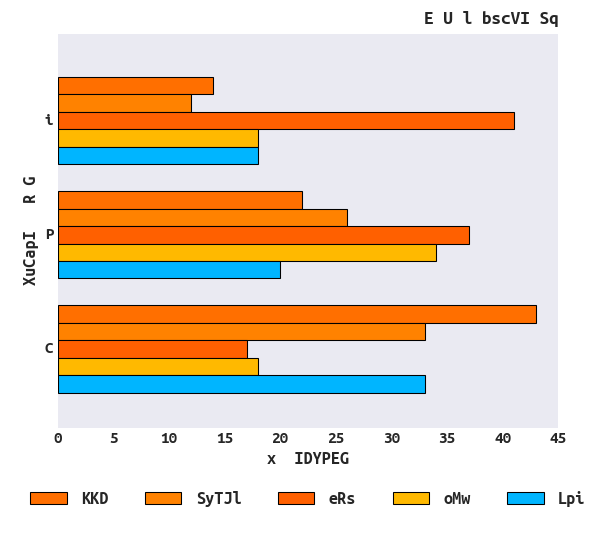 E U l bscVI Sq
XuCapI  R G
i
P
C
0 5 10 15 20 25 30 35 40 45
x  IDYPEG
KKD SyTJl eRs oMw Lpi